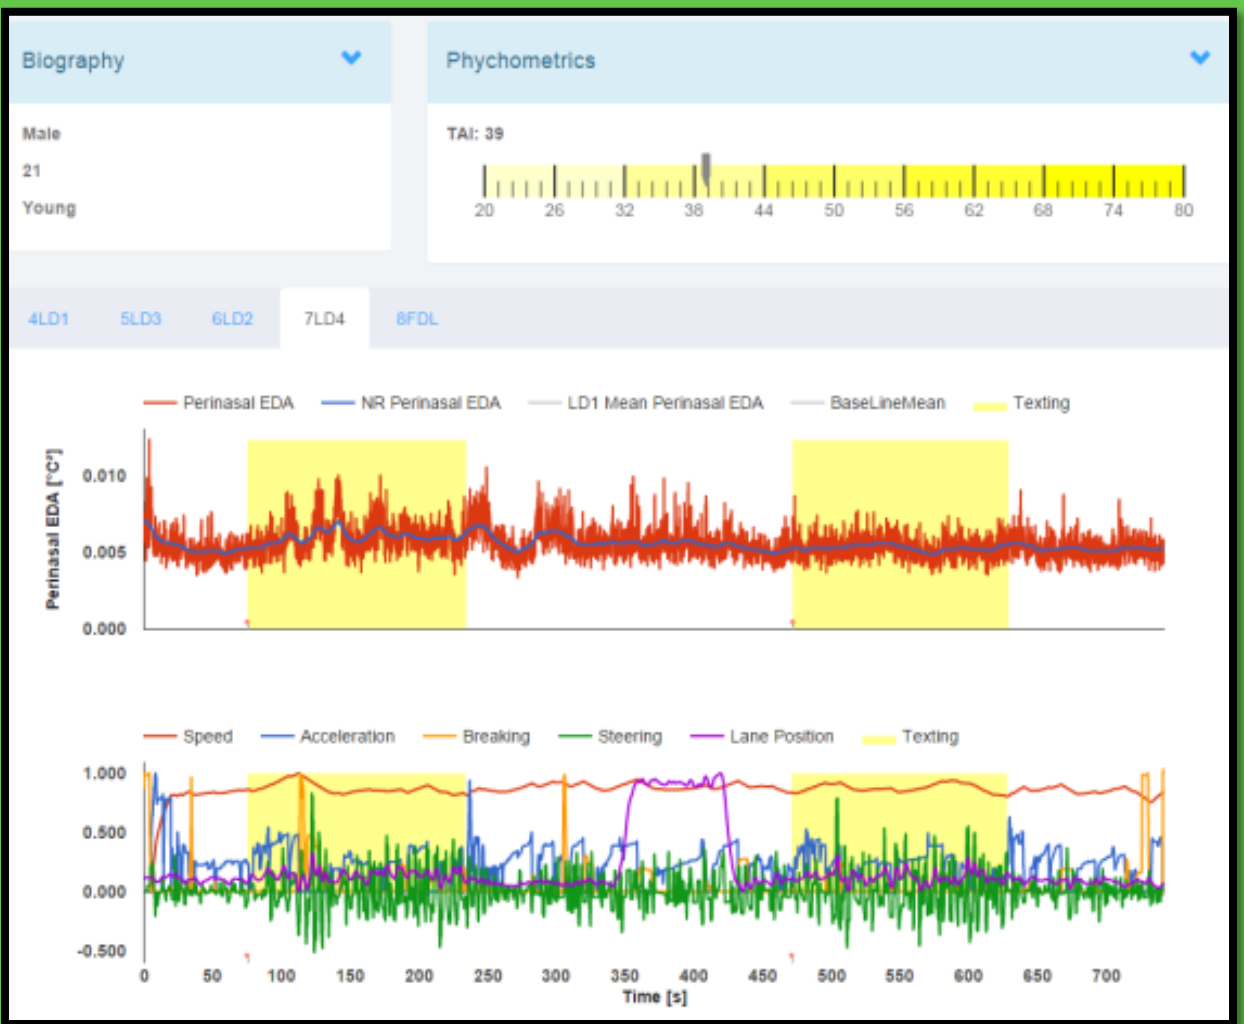 Biography
Phychometrics
Male
21
Young
TAI: 39
20 26 32 38 44 50 56 62 68 74 80
4LD1 5LD3 6LD2 7LD4 8FDL
Perinasal EDA NR Perinasal EDA LD1 Mean Perinasal EDA BaseLineMean Texting
Perinasal EDA [°C²]
0.010
0.005
0.000
Speed Acceleration Breaking Steering Lane Position Texting
1.000
0.500
0.000
-0.500
0 50 100 150 200 250 300 350 400 450 500 550 600 650 700
Time [s]